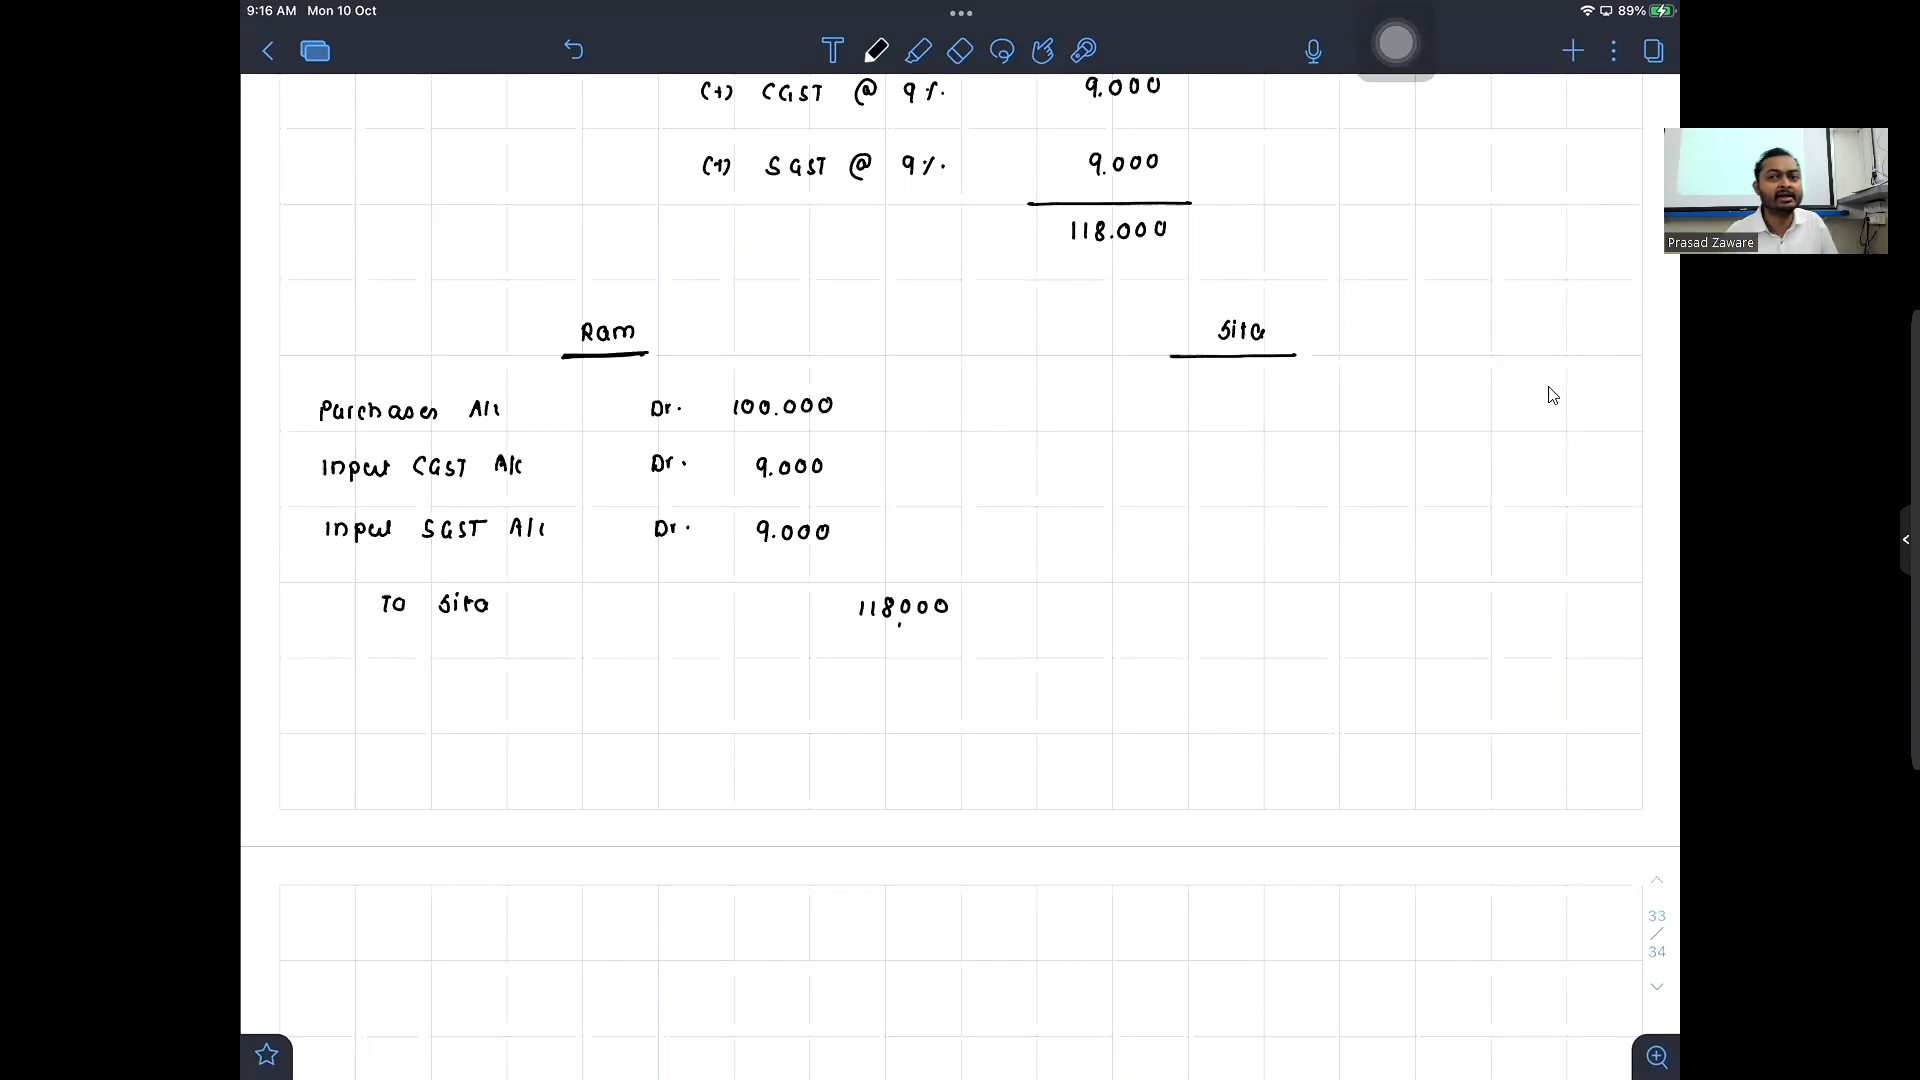 9:16 AM Mon 10 Oct
89%
(+) CGST @ 9%. 9.000
(+) SGST @ 9%. 9.000
118.000
Prasad Zaware
Ram Sita
Purchases A/c Dr. 100.000
Input CGST A/c Dr. 9.000
Input SGST A/c Dr. 9.000
To Sita 118.000
33
/
34